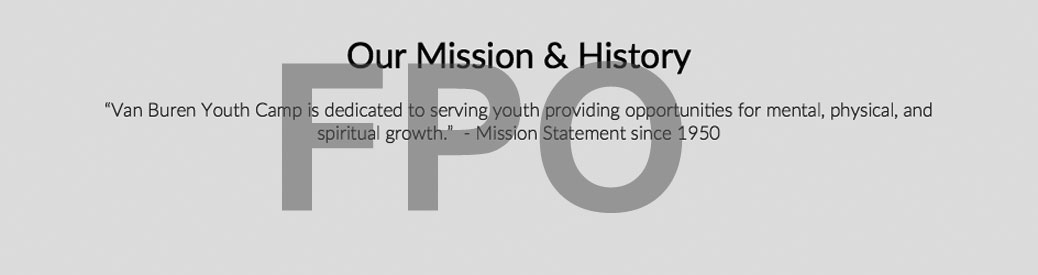 Our Mission & History
FPO
“Van Buren Youth Camp is dedicated to serving youth providing opportunities for mental, physical, and
spiritual growth.”  - Mission Statement since 1950